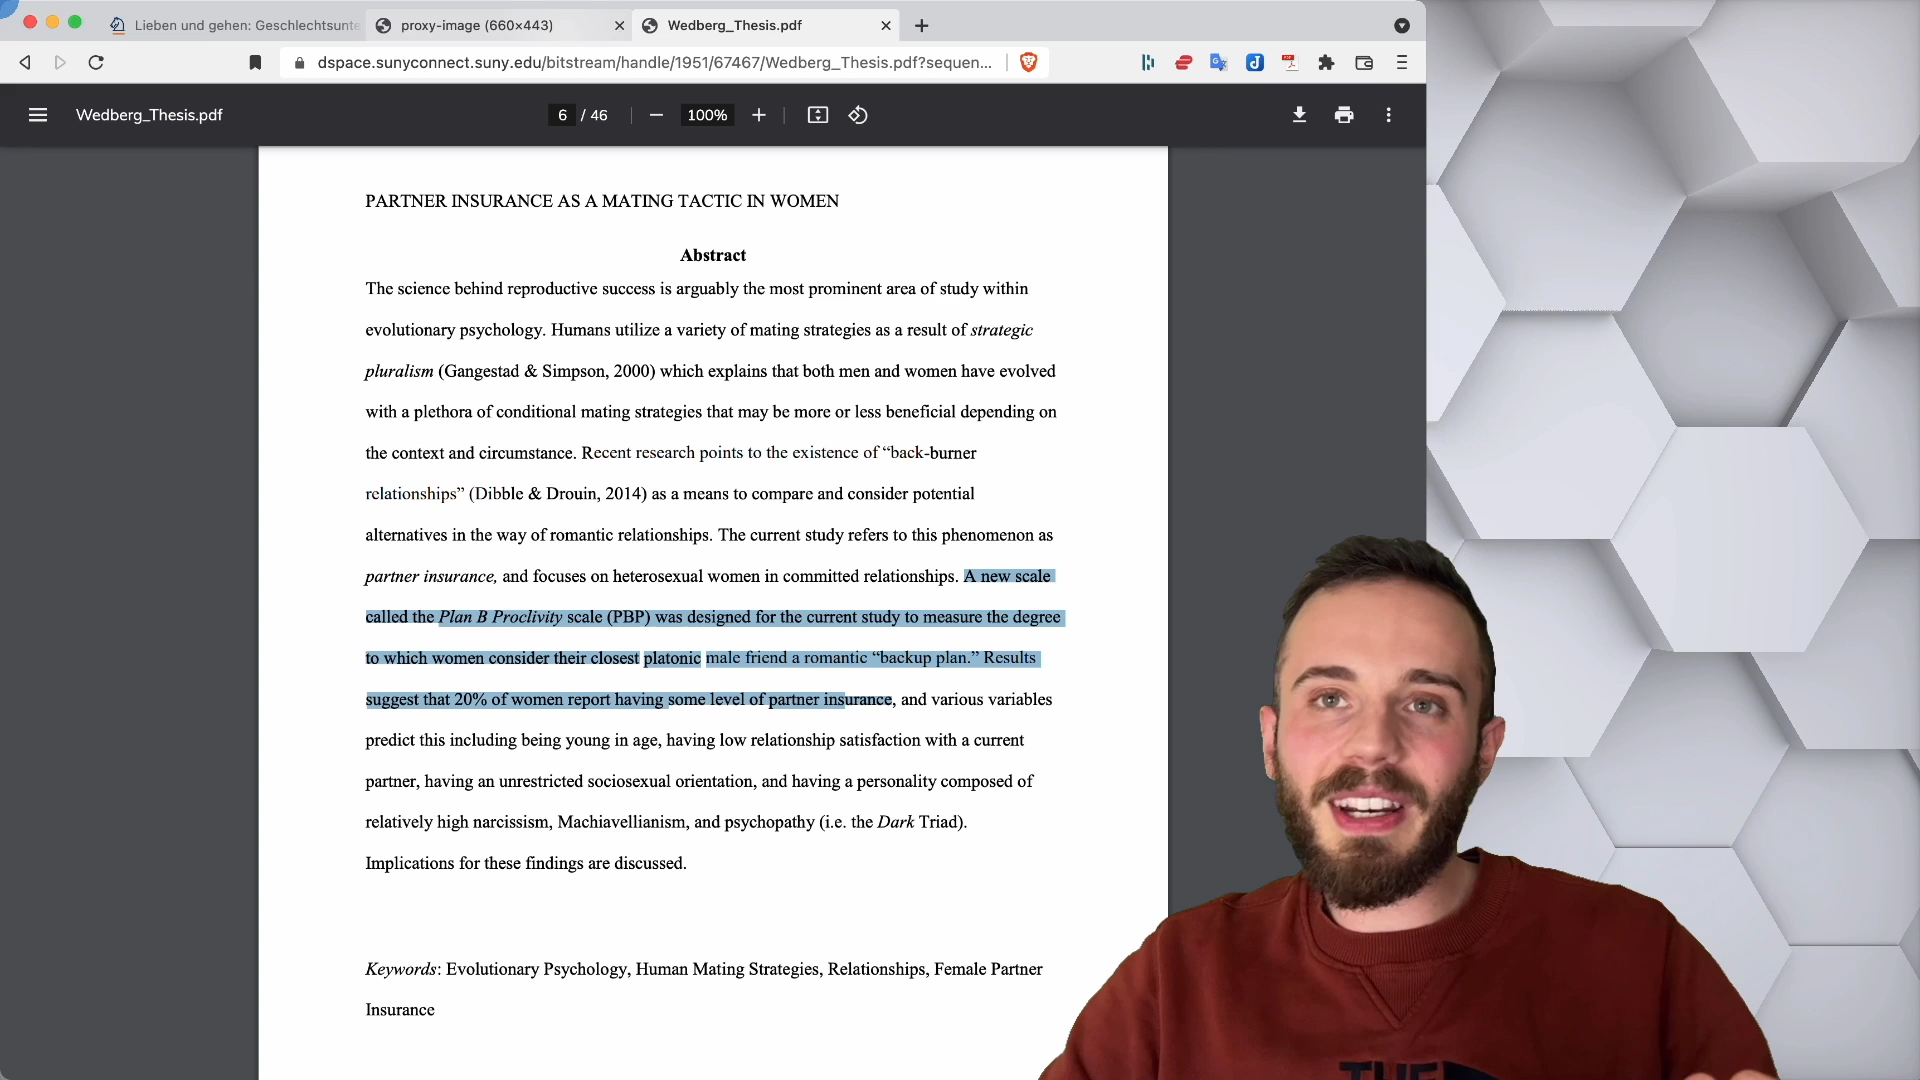 Lieben und gehen: Geschlechtsunte
proxy-image (660×443)
Wedberg_Thesis.pdf
dspace.sunyconnect.suny.edu/bitstream/handle/1951/67467/Wedberg_Thesis.pdf?sequen...
Wedberg_Thesis.pdf
6 / 46
100%
PARTNER INSURANCE AS A MATING TACTIC IN WOMEN
Abstract
The science behind reproductive success is arguably the most prominent area of study within
evolutionary psychology. Humans utilize a variety of mating strategies as a result of strategic
pluralism (Gangestad & Simpson, 2000) which explains that both men and women have evolved
with a plethora of conditional mating strategies that may be more or less beneficial depending on
the context and circumstance. Recent research points to the existence of “back-burner
relationships” (Dibble & Drouin, 2014) as a means to compare and consider potential
alternatives in the way of romantic relationships. The current study refers to this phenomenon as
partner insurance, and focuses on heterosexual women in committed relationships. A new scale
called the Plan B Proclivity scale (PBP) was designed for the current study to measure the degree
to which women consider their closest platonic male friend a romantic “backup plan.” Results
suggest that 20% of women report having some level of partner insurance, and various variables
predict this including being young in age, having low relationship satisfaction with a current
partner, having an unrestricted sociosexual orientation, and having a personality composed of
relatively high narcissism, Machiavellianism, and psychopathy (i.e. the Dark Triad).
Implications for these findings are discussed.
Keywords: Evolutionary Psychology, Human Mating Strategies, Relationships, Female Partner
Insurance
THE